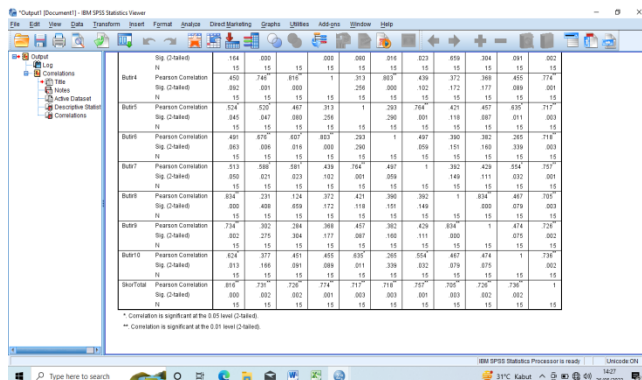 *Output1 [Document1] - IBM SPSS Statistics Viewer
File Edit View Data Transform Insert Format Analyze Direct Marketing Graphs Utilities Add-ons Window Help
Output
Log
Correlations
Title
Notes
Active Dataset
Descriptive Statist
Correlations
Sig. (2-tailed) .164 .000 .000 .080 .016 .023 .659 .304 .091 .002
N 15 15 15 15 15 15 15 15 15 15 15
Butir4 Pearson Correlation .450 .746** .816** 1 .313 .803** .439 .372 .368 .455 .774**
Sig. (2-tailed) .092 .001 .000 .256 .000 .102 .172 .177 .089 .001
N 15 15 15 15 15 15 15 15 15 15 15
Butir5 Pearson Correlation .524* .520* .467 .313 1 .293 .764** .421 .457 .635* .717**
Sig. (2-tailed) .045 .047 .080 .256 .290 .001 .118 .087 .011 .003
N 15 15 15 15 15 15 15 15 15 15 15
Butir6 Pearson Correlation .491 .676** .607* .803** .293 1 .497 .390 .382 .265 .718**
Sig. (2-tailed) .063 .006 .016 .000 .290 .059 .151 .160 .339 .003
N 15 15 15 15 15 15 15 15 15 15 15
Butir7 Pearson Correlation .513 .590* .581* .439 .764** .497 1 .392 .429 .554* .757**
Sig. (2-tailed) .050 .021 .023 .102 .001 .059 .149 .111 .032 .001
N 15 15 15 15 15 15 15 15 15 15 15
Butir8 Pearson Correlation .834** .231 .124 .372 .421 .390 .392 1 .834** .467 .705**
Sig. (2-tailed) .000 .408 .659 .172 .118 .151 .149 .000 .079 .003
N 15 15 15 15 15 15 15 15 15 15 15
Butir9 Pearson Correlation .734** .302 .284 .368 .457 .382 .429 .834** 1 .474 .726**
Sig. (2-tailed) .002 .275 .304 .177 .087 .160 .111 .000 .075 .002
N 15 15 15 15 15 15 15 15 15 15 15
Butir10 Pearson Correlation .624* .377 .451 .455 .635* .265 .554* .467 .474 1 .736**
Sig. (2-tailed) .013 .166 .091 .089 .011 .339 .032 .079 .075 .002
N 15 15 15 15 15 15 15 15 15 15 15
SkorTotal Pearson Correlation .816** .731** .726** .774** .717** .718** .757** .705** .726** .736** 1
Sig. (2-tailed) .000 .002 .002 .001 .003 .003 .001 .003 .002 .002
N 15 15 15 15 15 15 15 15 15 15 15
*. Correlation is significant at the 0.05 level (2-tailed).
**. Correlation is significant at the 0.01 level (2-tailed).
IBM SPSS Statistics Processor is ready Unicode:ON
Type here to search
31°C Kabut
14:27